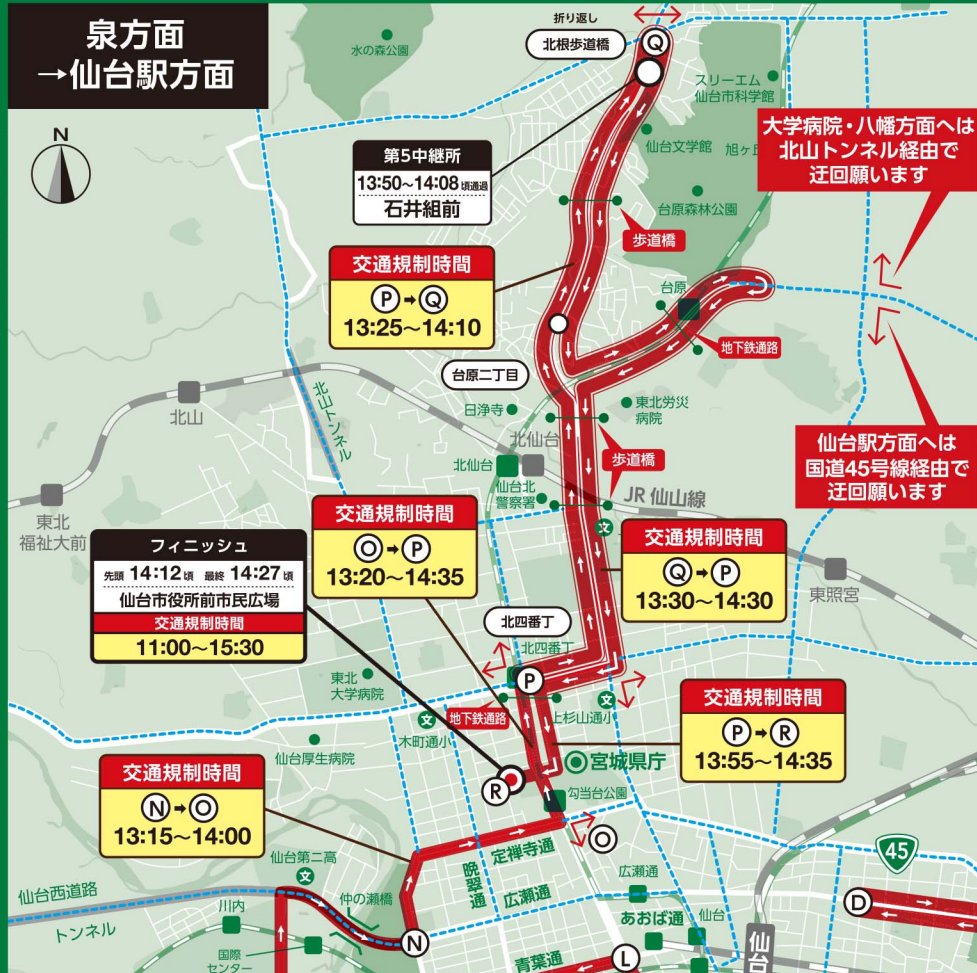 泉方面
→仙台駅方面
N
水の森公園
折り返し
北根歩道橋
Q
スリーエム
仙台市科学館
仙台文学館
旭ヶ丘
台原森林公園
大学病院・八幡方面へは
北山トンネル経由で
迂回願います
第5中継所
13:50～14:08頃通過
石井組前
歩道橋
交通規制時間
P→Q
13:25～14:10
台原
地下鉄通路
台原二丁目
日浄寺
東北労災
病院
北山トンネル
北山
北仙台
北仙台
歩道橋
仙台北
警察署
JR仙山線
文
仙台駅方面へは
国道45号線経由で
迂回願います
東北
福祉大前
交通規制時間
O→P
13:20～14:35
交通規制時間
Q→P
13:30～14:30
東照宮
フィニッシュ
先頭 14:12頃 最終 14:27頃
仙台市役所前市民広場
交通規制時間
11:00～15:30
北四番丁
北四番丁
P
東北
大学病院
文
木町通小
地下鉄通路
文
上杉山通小
交通規制時間
P→R
13:55～14:35
仙台厚生病院
宮城県庁
R
勾当台公園
交通規制時間
N→O
13:15～14:00
O
定禅寺通
晩翠通
広瀬通
広瀬通
45
仙台第二高
文
仲の瀬橋
仙台西道路
トンネル
川内
国際
センター
N
青葉通
あおば通
仙台
仙台
L
D